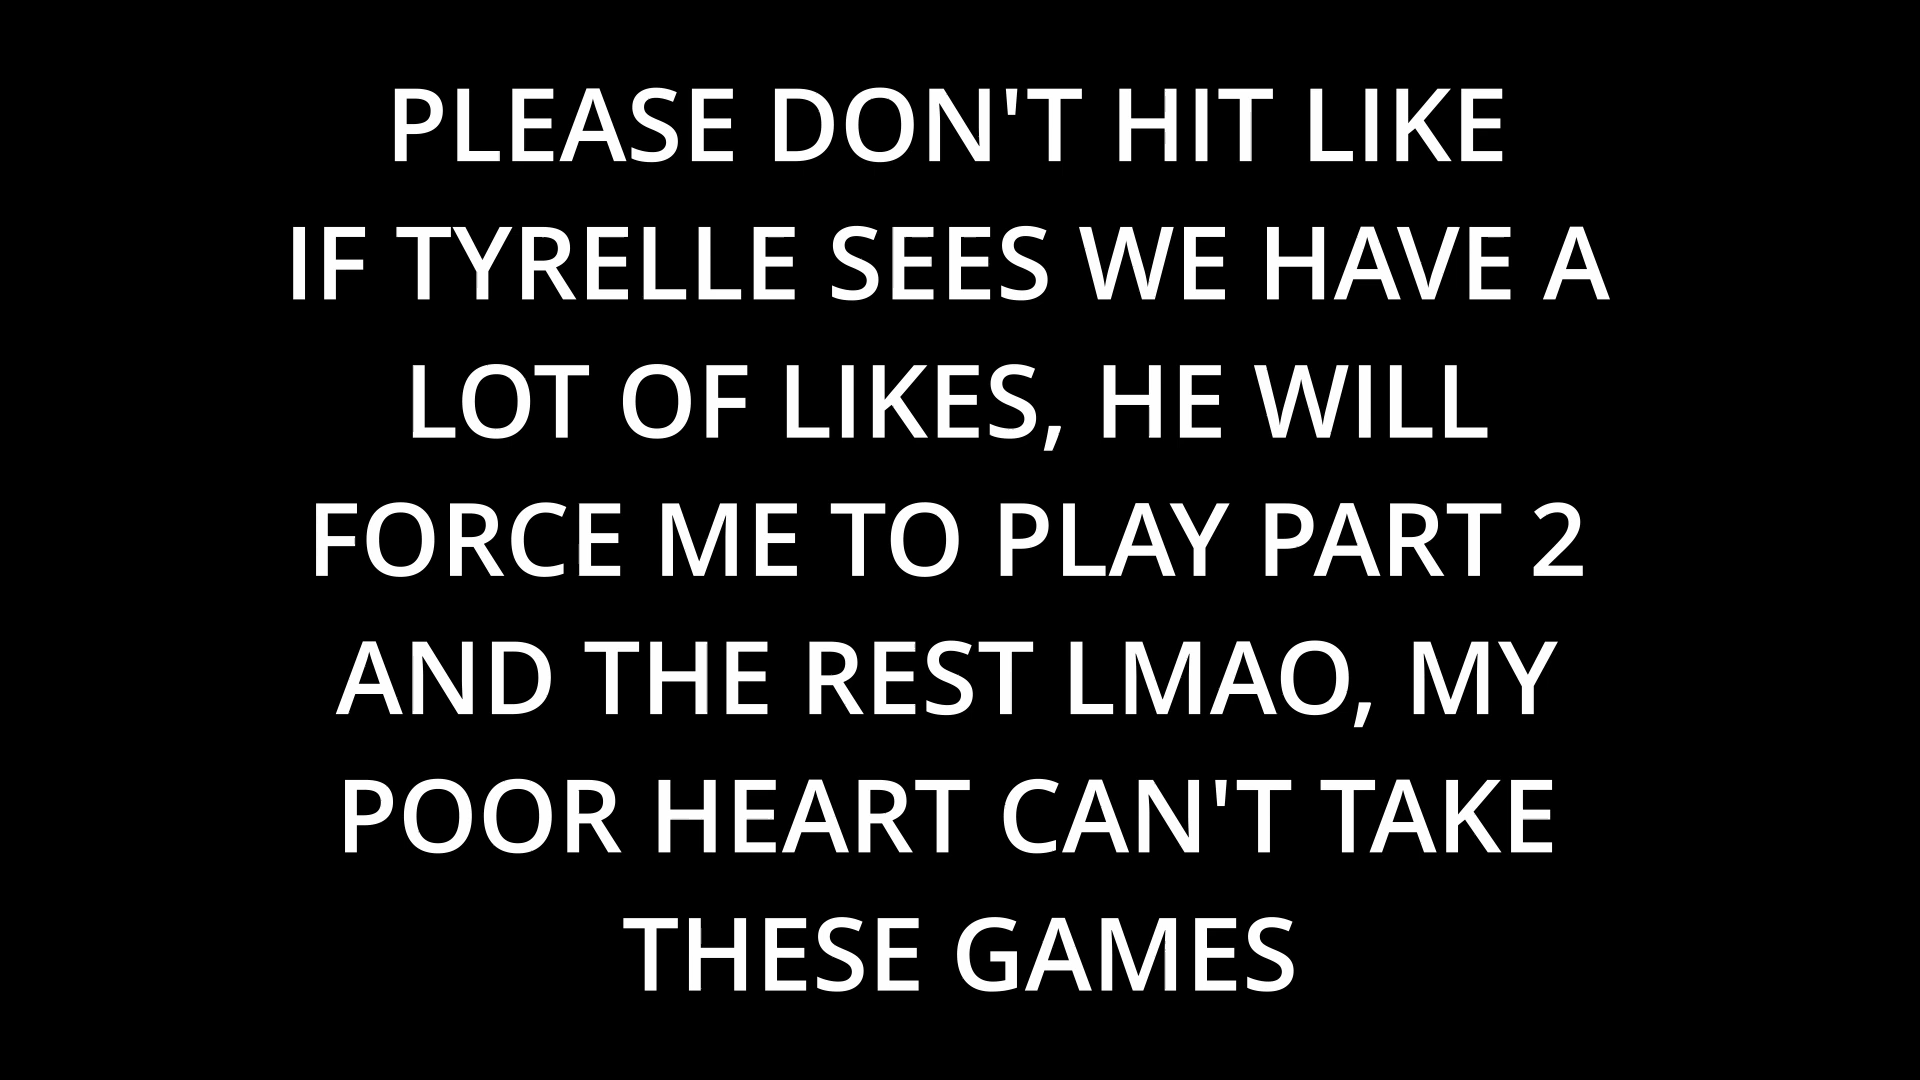 PLEASE DON'T HIT LIKE
IF TYRELLE SEES WE HAVE A
LOT OF LIKES, HE WILL
FORCE ME TO PLAY PART 2
AND THE REST LMAO, MY
POOR HEART CAN'T TAKE
THESE GAMES